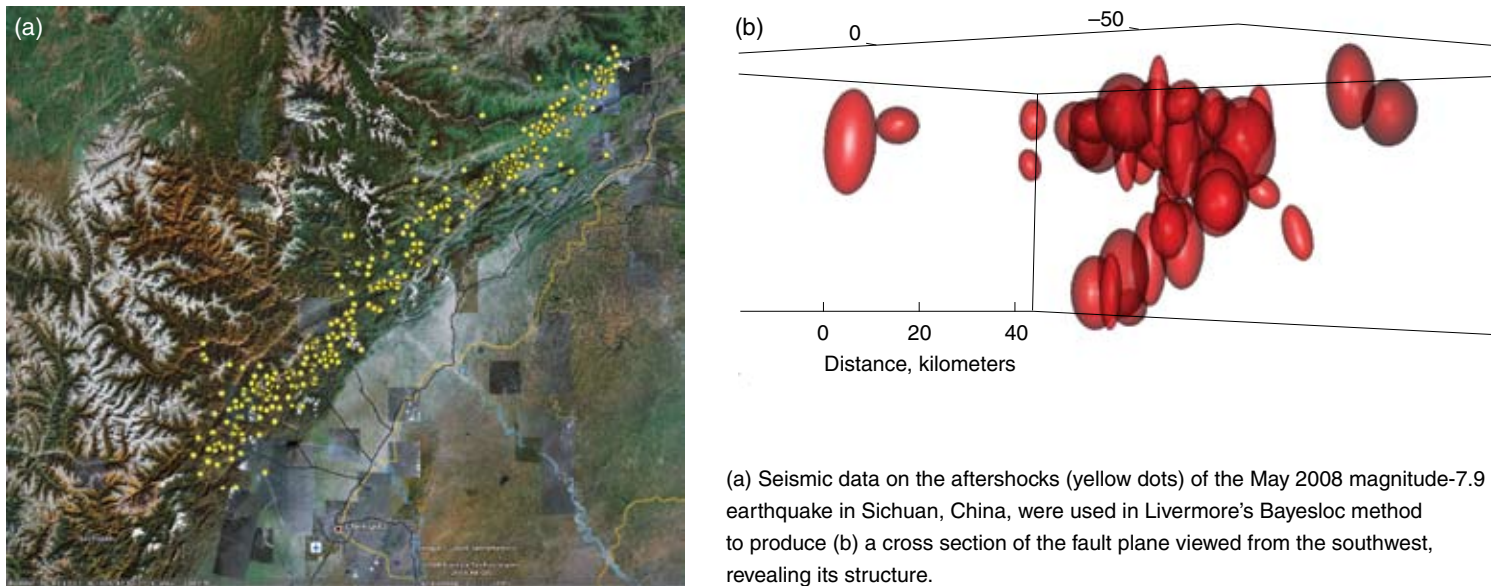 (a)
(b)
0
–50
0 20 40
Distance, kilometers
(a) Seismic data on the aftershocks (yellow dots) of the May 2008 magnitude-7.9
earthquake in Sichuan, China, were used in Livermore’s Bayesloc method
to produce (b) a cross section of the fault plane viewed from the southwest,
revealing its structure.